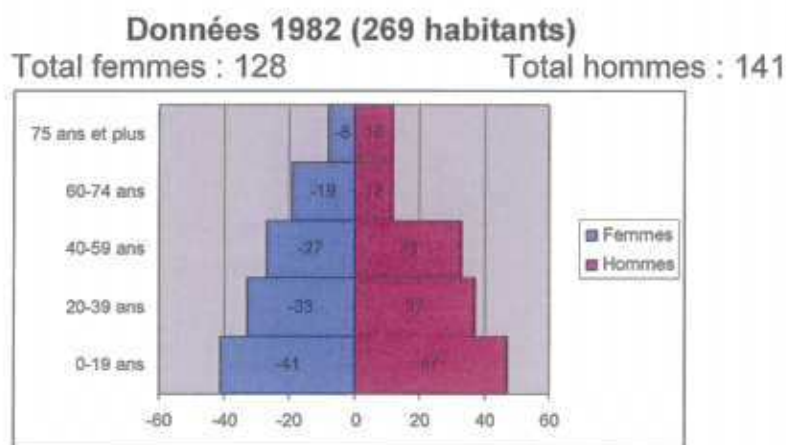 Données 1982 (269 habitants)
Total femmes : 128 Total hommes : 141
75 ans et plus -8
60-74 ans -19 12
40-59 ans -27
20-39 ans -33 37
0-19 ans -41 47
-60 -40 -20 0 20 40 60
Femmes
Hommes